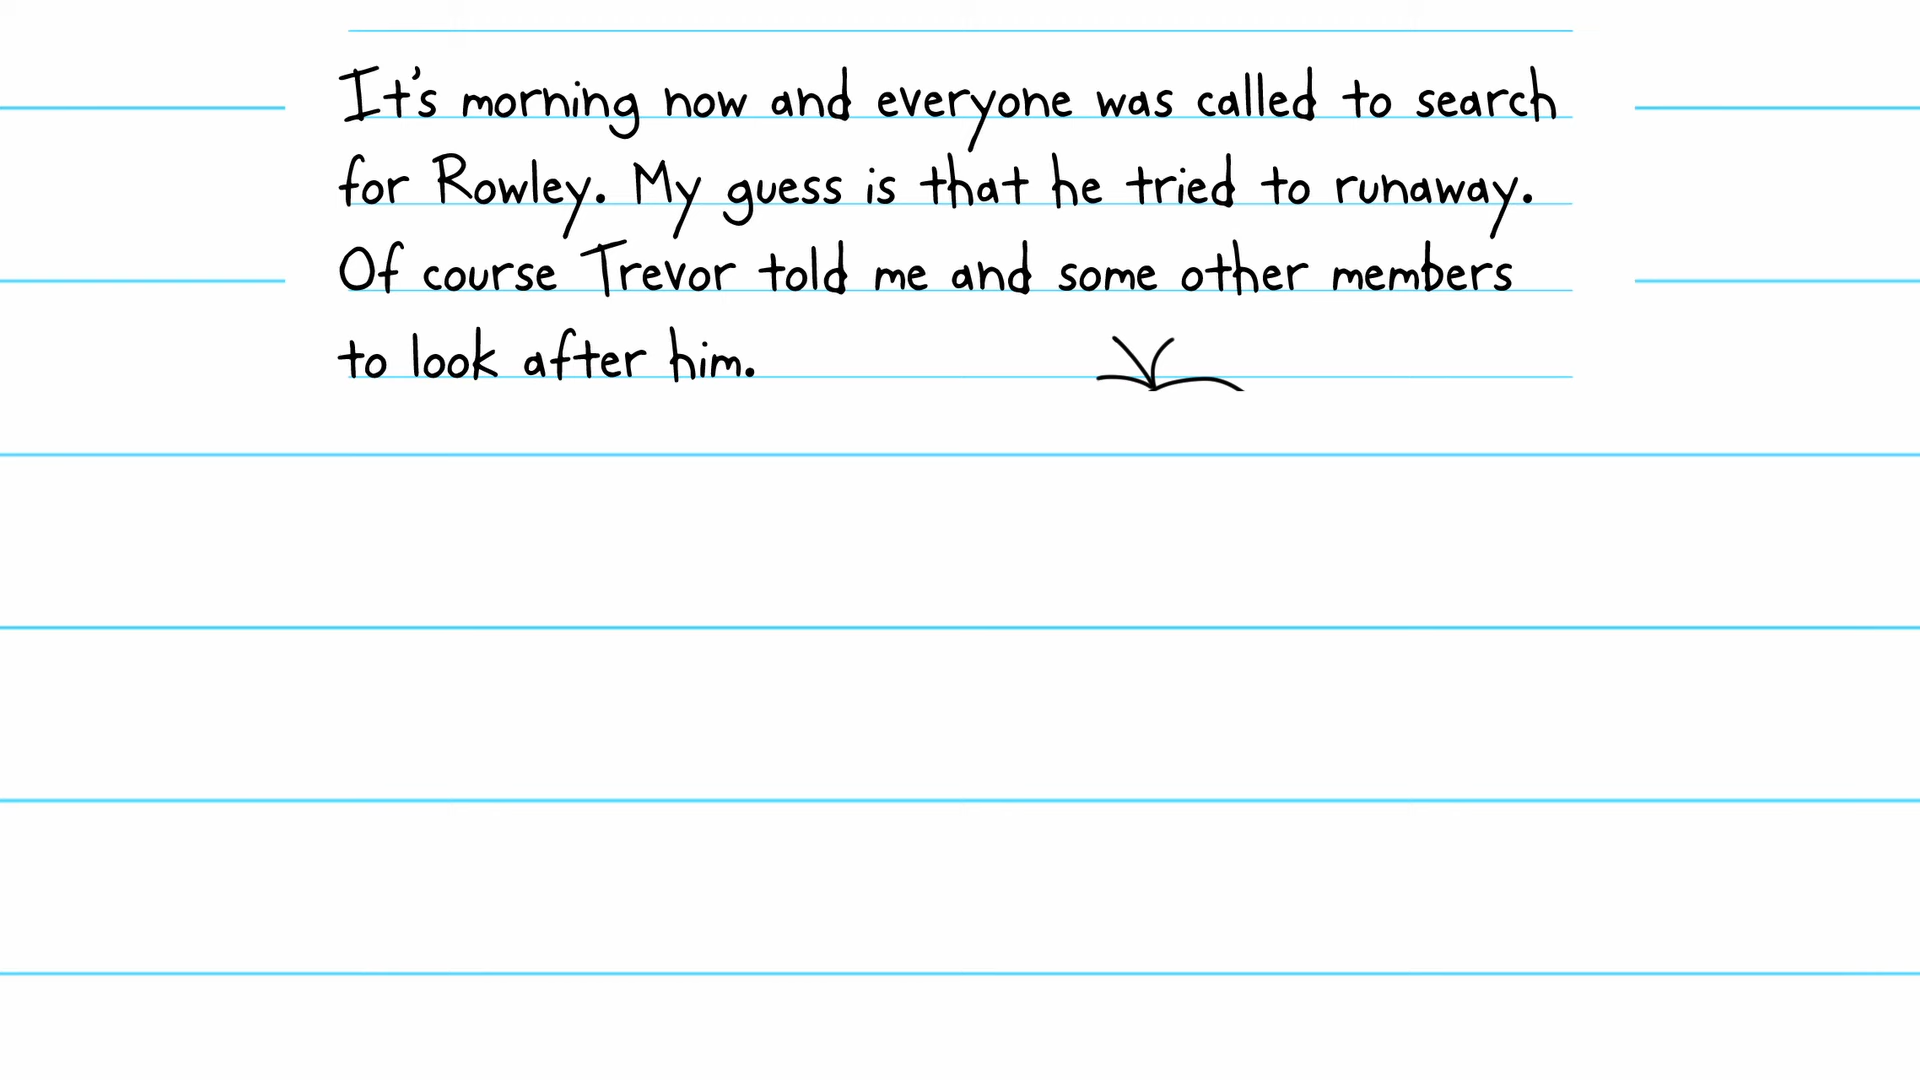 It's morning now and everyone was called to search
for Rowley. My guess is that he tried to runaway.
Of course Trevor told me and some other members
to look after him.